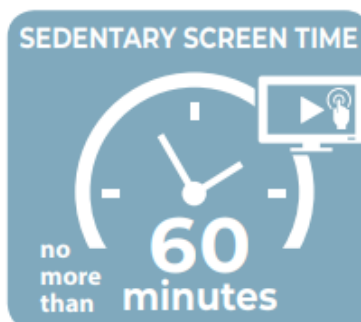 SEDENTARY SCREEN TIME
60
no
more
than
minutes